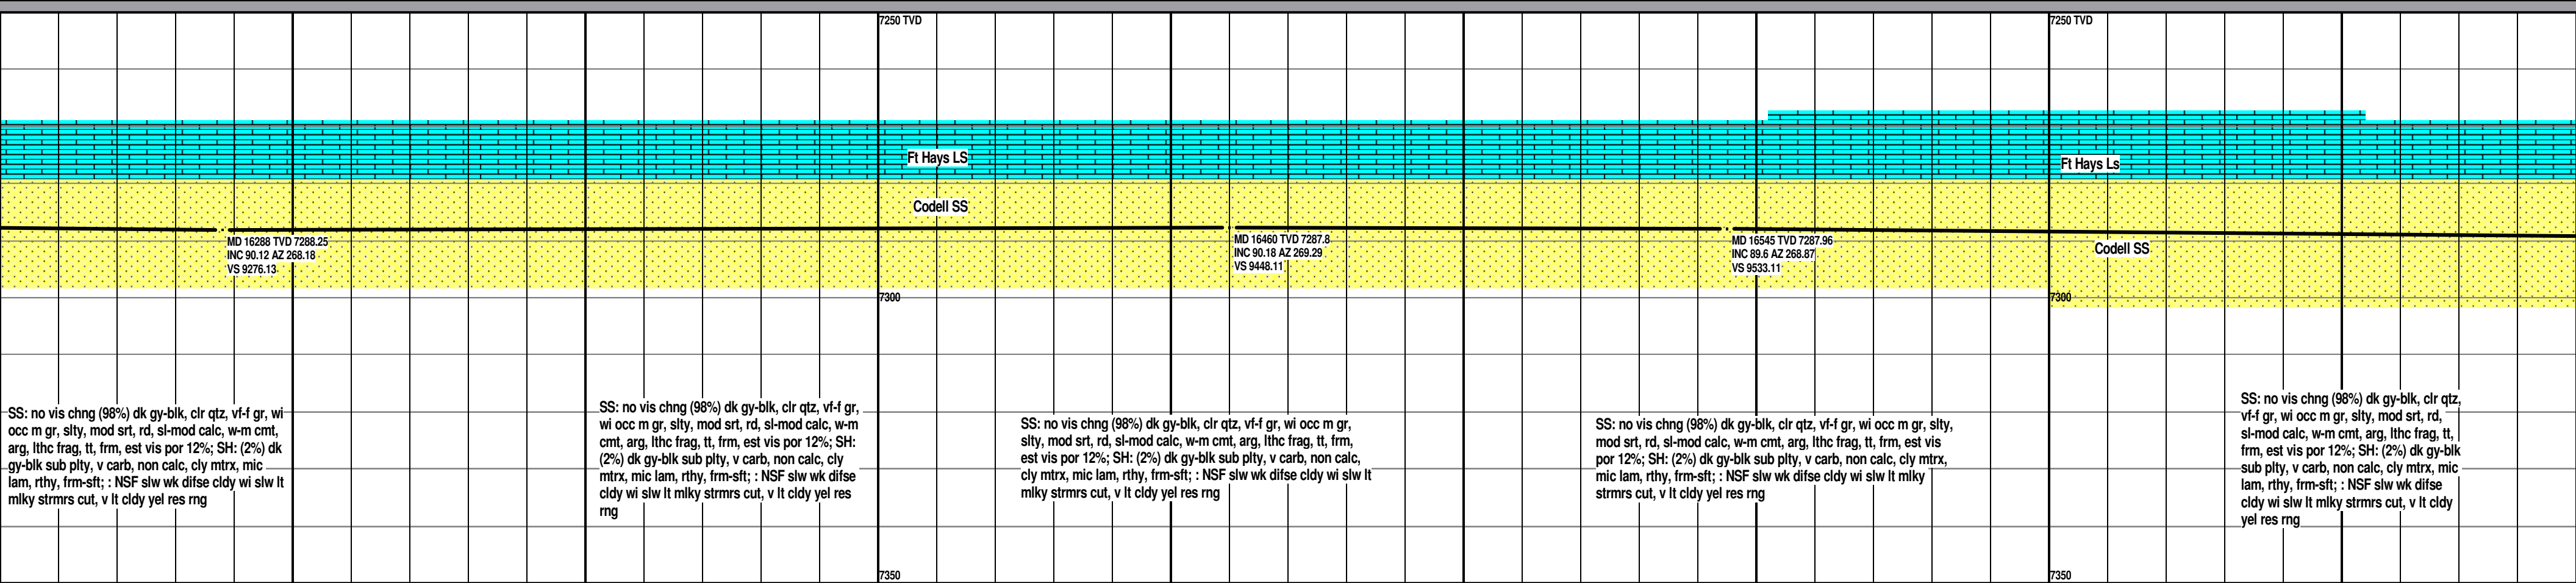 7250 TVD
7250 TVD
Ft Hays LS
Ft Hays Ls
Codell SS
Codell SS
MD 16288 TVD 7288.25
INC 90.12 AZ 268.18
VS 9276.13
MD 16460 TVD 7287.8
INC 90.18 AZ 269.29
VS 9448.11
MD 16545 TVD 7287.96
INC 89.6 AZ 268.87
VS 9533.11
7300
7300
SS: no vis chng (98%) dk gy-blk, clr qtz, vf-f gr, wi
occ m gr, slty, mod srt, rd, sl-mod calc, w-m cmt,
arg, lthc frag, tt, frm, est vis por 12%; SH: (2%) dk
gy-blk sub plty, v carb, non calc, cly mtrx, mic
lam, rthy, frm-sft; : NSF slw wk difse cldy wi slw lt
mlky strmrs cut, v lt cldy yel res rng
SS: no vis chng (98%) dk gy-blk, clr qtz, vf-f gr,
wi occ m gr, slty, mod srt, rd, sl-mod calc, w-m
cmt, arg, lthc frag, tt, frm, est vis por 12%; SH:
(2%) dk gy-blk sub plty, v carb, non calc, cly
mtrx, mic lam, rthy, frm-sft; : NSF slw wk difse
cldy wi slw lt mlky strmrs cut, v lt cldy yel res
rng
SS: no vis chng (98%) dk gy-blk, clr qtz, vf-f gr, wi occ m gr,
slty, mod srt, rd, sl-mod calc, w-m cmt, arg, lthc frag, tt, frm,
est vis por 12%; SH: (2%) dk gy-blk sub plty, v carb, non calc,
cly mtrx, mic lam, rthy, frm-sft; : NSF slw wk difse cldy wi slw lt
mlky strmrs cut, v lt cldy yel res rng
SS: no vis chng (98%) dk gy-blk, clr qtz, vf-f gr, wi occ m gr, slty,
mod srt, rd, sl-mod calc, w-m cmt, arg, lthc frag, tt, frm, est vis
por 12%; SH: (2%) dk gy-blk sub plty, v carb, non calc, cly mtrx,
mic lam, rthy, frm-sft; : NSF slw wk difse cldy wi slw lt mlky
strmrs cut, v lt cldy yel res rng
SS: no vis chng (98%) dk gy-blk, clr qtz,
vf-f gr, wi occ m gr, slty, mod srt, rd,
sl-mod calc, w-m cmt, arg, lthc frag, tt,
frm, est vis por 12%; SH: (2%) dk gy-blk
sub plty, v carb, non calc, cly mtrx, mic
lam, rthy, frm-sft; : NSF slw wk difse
cldy wi slw lt mlky strmrs cut, v lt cldy
yel res rng
7350
7350